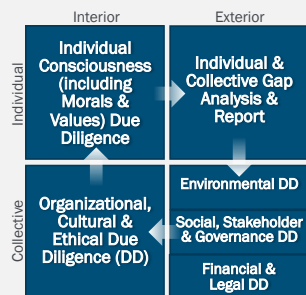 Interior
Exterior
Individual
Individual
Consciousness
(including
Morals &
Values) Due
Diligence
Individual &
Collective Gap
Analysis &
Report
Collective
Organizational,
Cultural &
Ethical Due
Diligence (DD)
Environmental DD
Social, Stakeholder
& Governance DD
Financial &
Legal DD